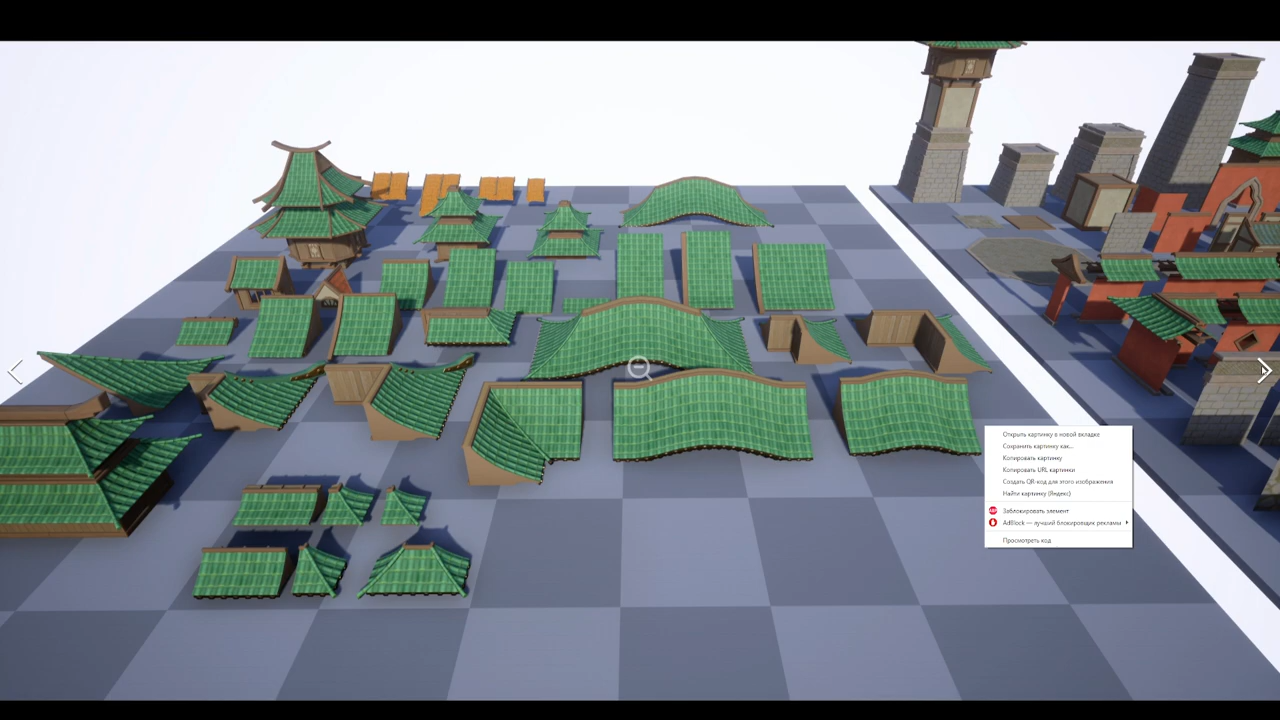 Открыть картинку в новой вкладке
Сохранить картинку как...
Копировать картинку
Копировать URL картинки
Создать QR-код для этого изображения
Найти картинку (Яндекс)
Заблокировать элемент
AdBlock — лучший блокировщик рекламы
Просмотреть код